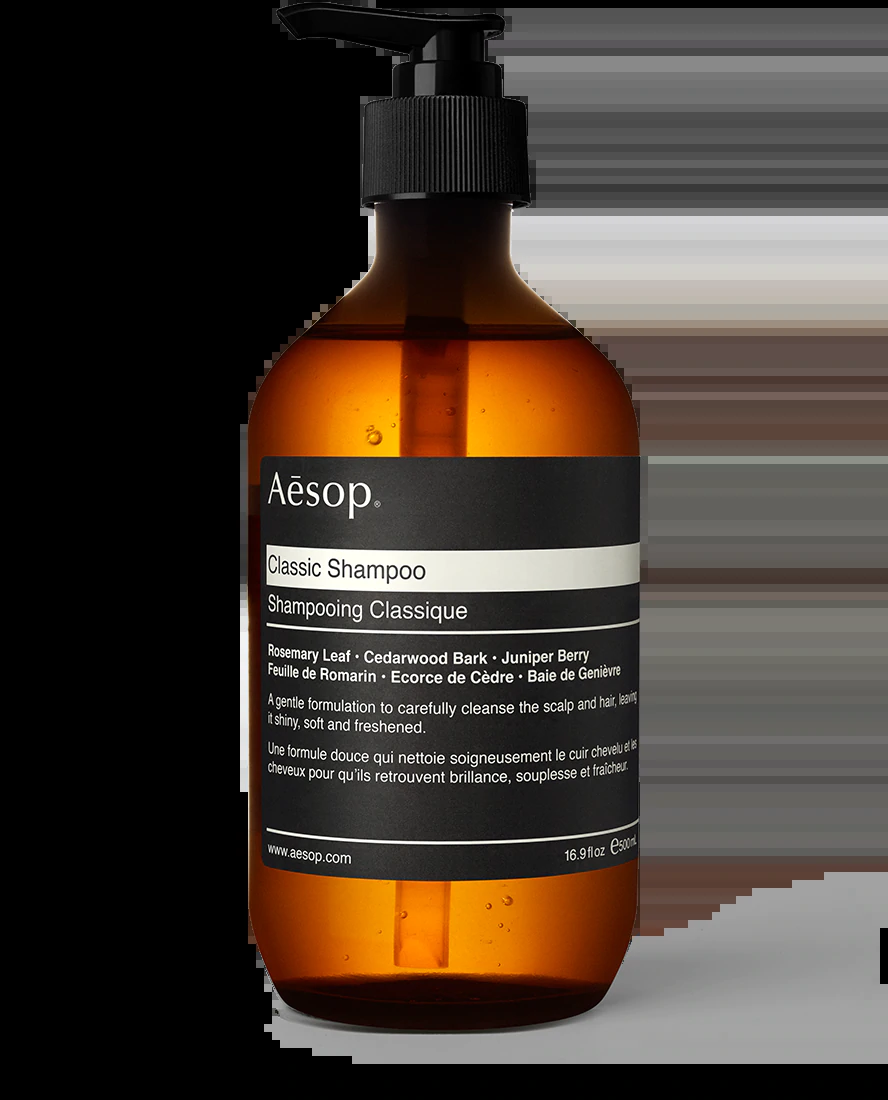 Aēsop®
Classic Shampoo
Shampooing Classique
Rosemary Leaf • Cedarwood Bark • Juniper Berry
Feuille de Romarin • Ecorce de Cèdre • Baie de Genièvre
A gentle formulation to carefully cleanse the scalp and hair, leaving
it shiny, soft and freshened.
Une formule douce qui nettoie soigneusement le cuir chevelu et les
cheveux pour qu’ils retrouvent brillance, souplesse et fraîcheur.
www.aesop.com 16.9 fl oz ℮500mL